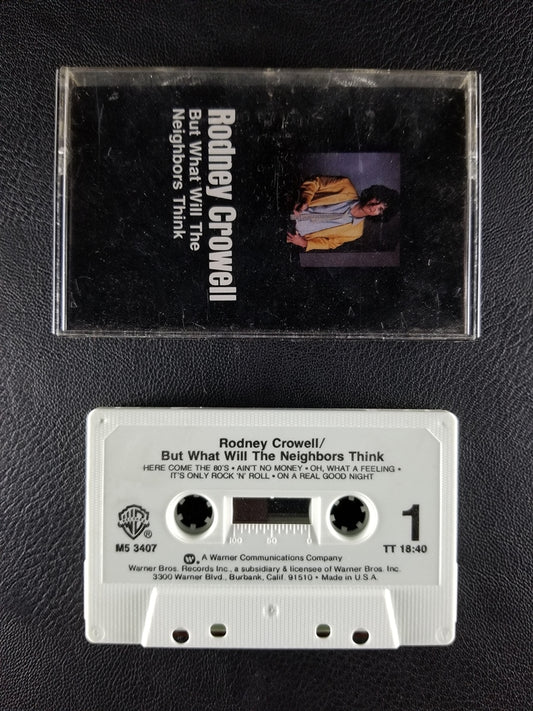 Rodney Crowell
But What Will The
Neighbors Think
Rodney Crowell/
But What Will The Neighbors Think
HERE COME THE 80'S • AIN'T NO MONEY • OH, WHAT A FEELING •
IT'S ONLY ROCK 'N' ROLL • ON A REAL GOOD NIGHT
WB
®
M5 3407
100 60 0
1
TT 18:40
W. A Warner Communications Company
Warner Bros. Records Inc., a subsidiary & licensee of Warner Bros. Inc.
3300 Warner Blvd., Burbank, Calif. 91510 • Made in U.S.A.